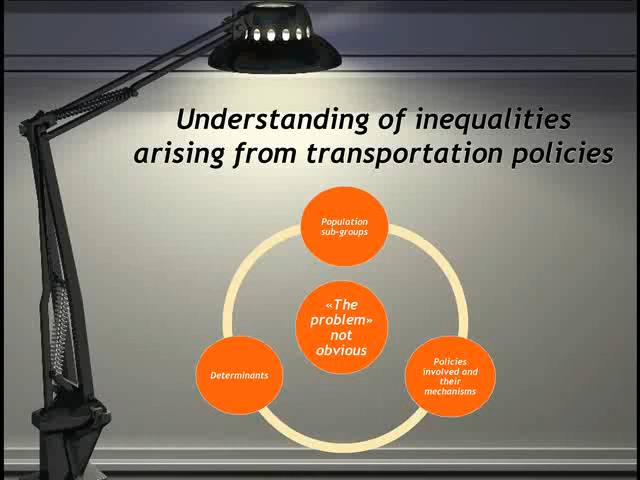 Understanding of inequalities
arising from transportation policies
Population
sub-groups
«The
problem»
not
obvious
Determinants
Policies
involved and
their
mechanisms